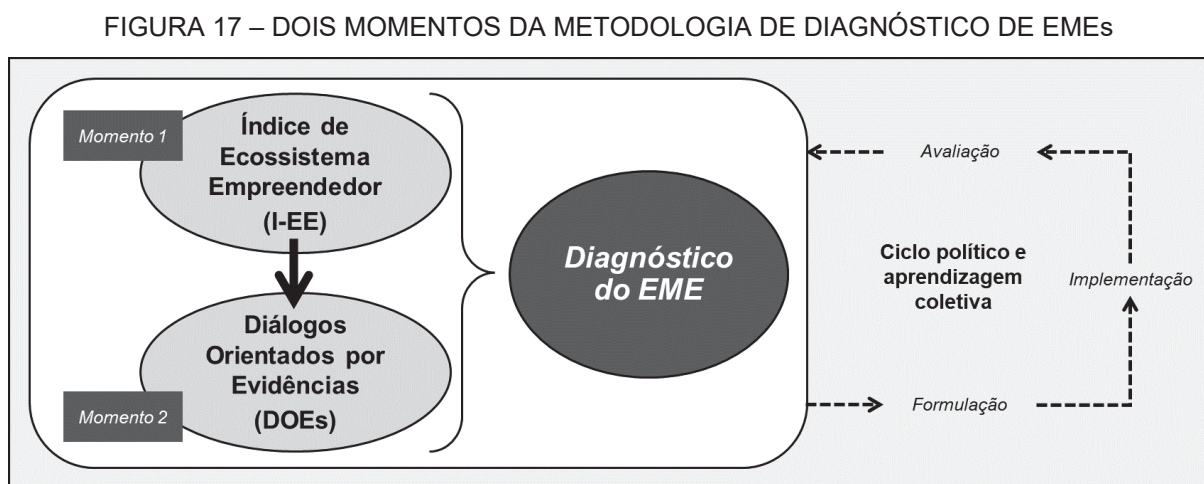 FIGURA 17 – DOIS MOMENTOS DA METODOLOGIA DE DIAGNÓSTICO DE EMEs
Momento 1
Índice de
Ecossistema
Empreendedor
(I-EE)
Diálogos
Orientados por
Evidências
(DOEs)
Momento 2
Diagnóstico
do EME
Avaliação
Ciclo político e
aprendizagem
coletiva
Implementação
Formulação